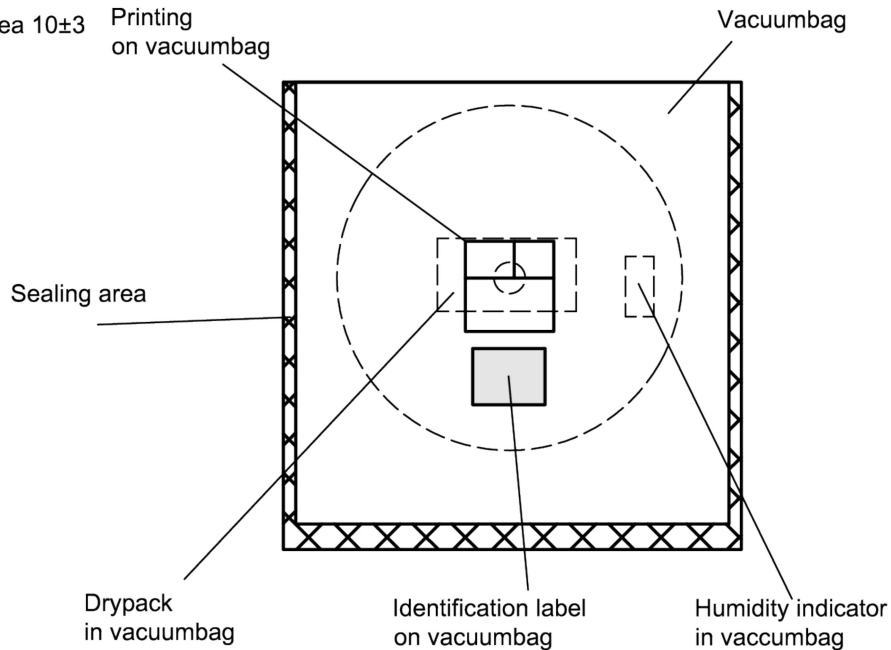 ea 10±3
Printing
on vacuumbag
Vacuumbag
Sealing area
Drypack
in vacuumbag
Identification label
on vacuumbag
Humidity indicator
in vaccumbag